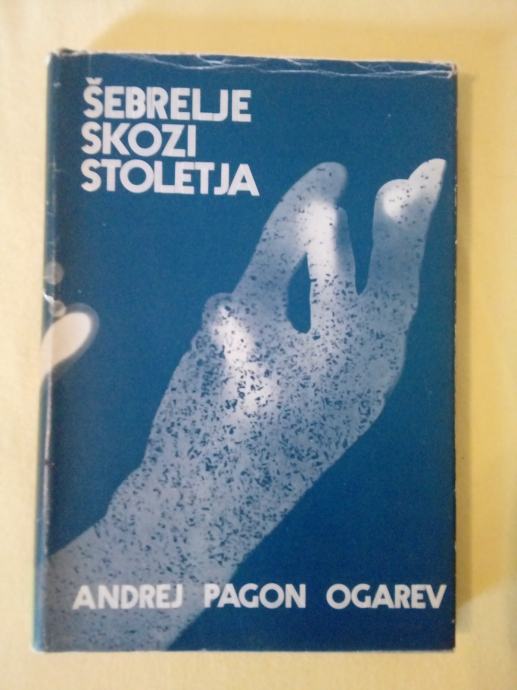 ŠEBRELJE
SKOZI
STOLETJA
ANDREJ PAGON OGAREV